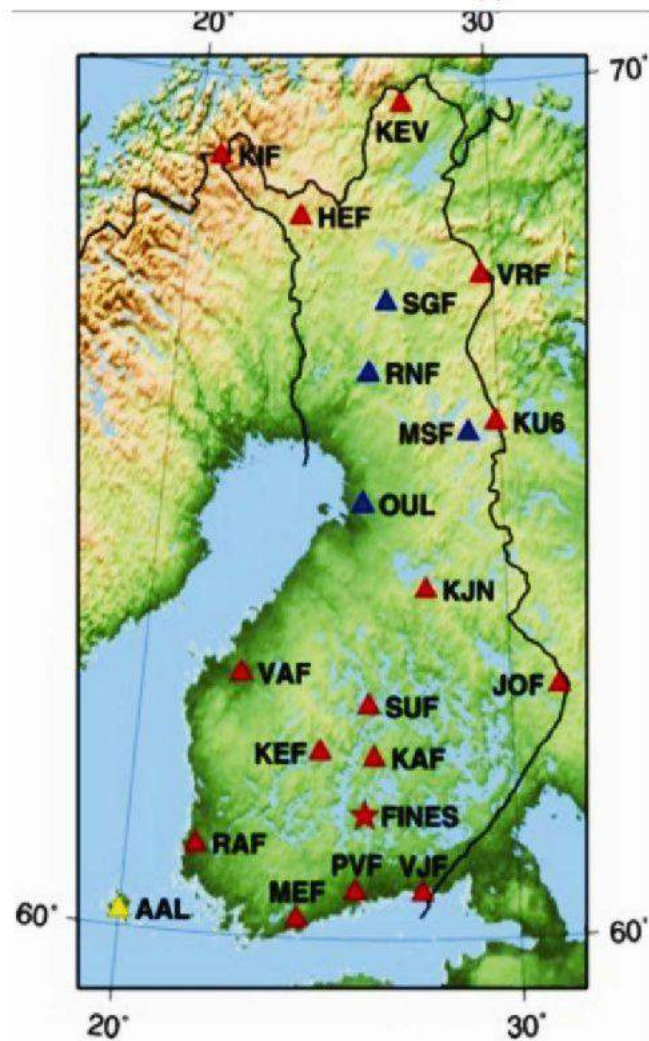 20°
30°
70°
KEV
KIF
HEF
VRF
SGF
RNF
KU6
MSF
OUL
KJN
VAF
JOF
SUF
KEF
KAF
FINES
RAF
PVF
VJF
MEF
AAL
60°
60°
20°
30°